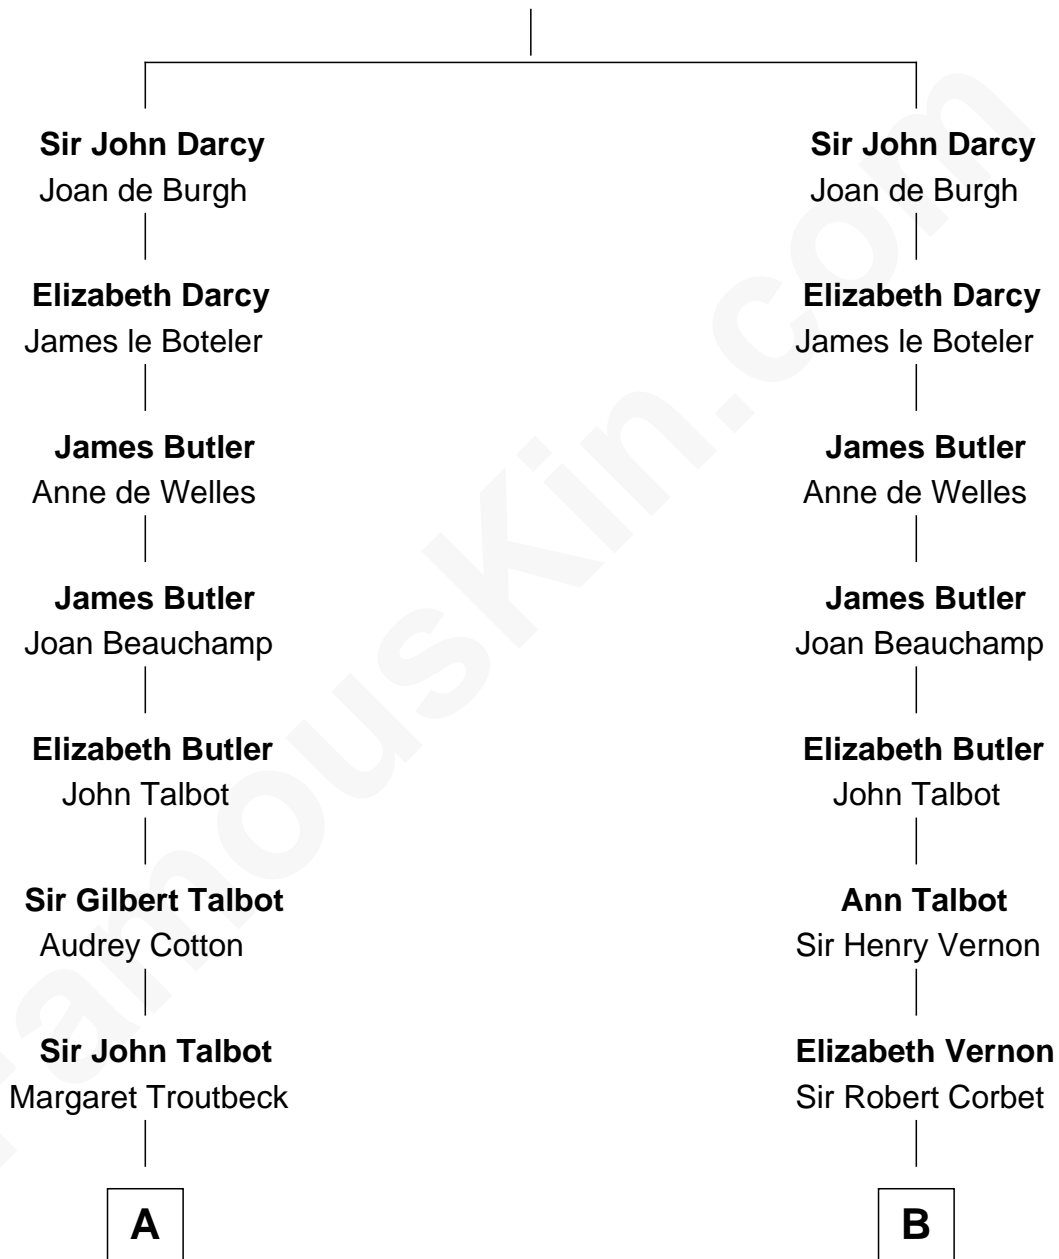 Sir John Darcy
Joan de Burgh
Elizabeth Darcy
James le Boteler
James Butler
Anne de Welles
James Butler
Joan Beauchamp
Elizabeth Butler
John Talbot
Sir Gilbert Talbot
Audrey Cotton
Sir John Talbot
Margaret Troutbeck
A
Sir John Darcy
Joan de Burgh
Elizabeth Darcy
James le Boteler
James Butler
Anne de Welles
James Butler
Joan Beauchamp
Elizabeth Butler
John Talbot
Ann Talbot
Sir Henry Vernon
Elizabeth Vernon
Sir Robert Corbet
B
FamousKin.com